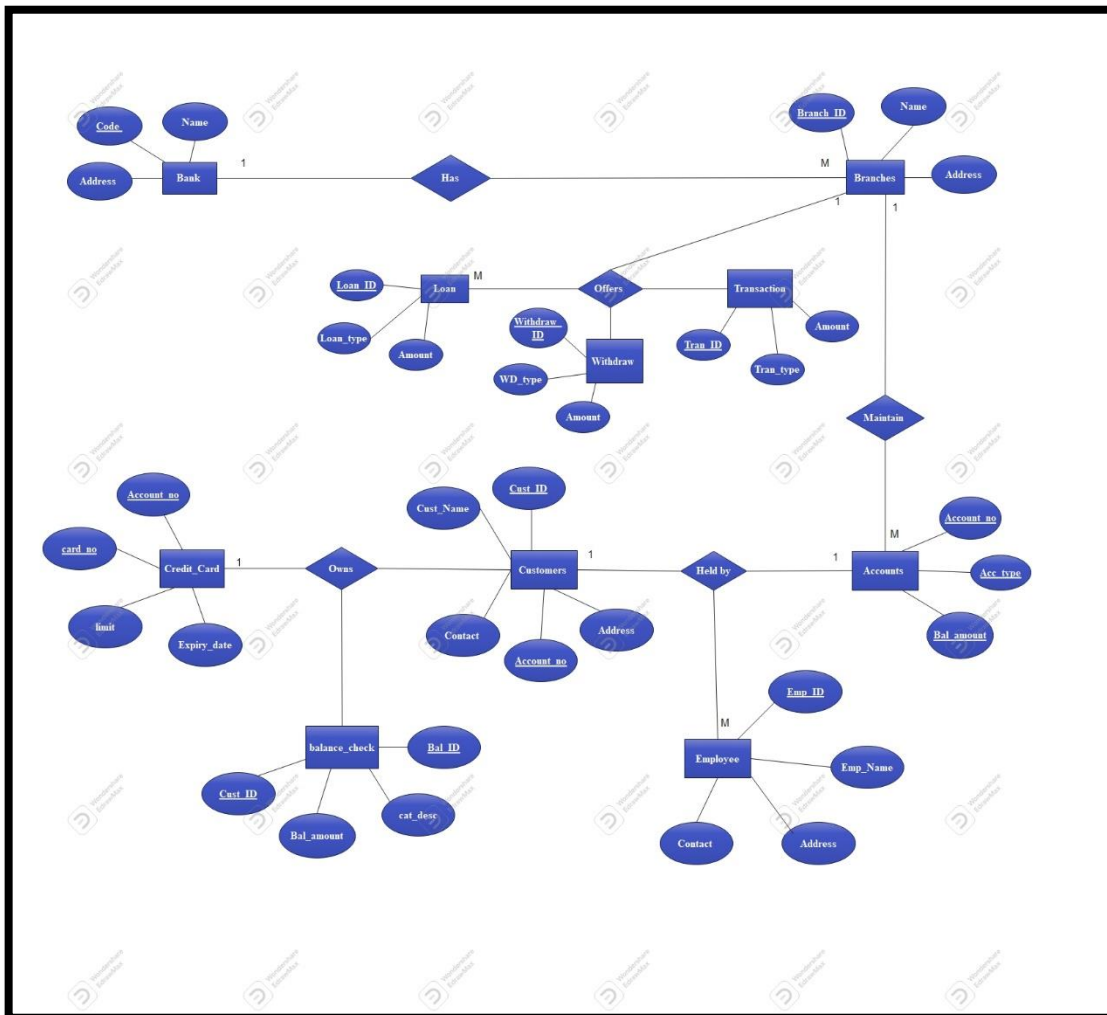 Code
Name
Address
Bank
1
Has
M
Branch_ID
Name
Address
Branches
1
1
Loan_ID
Loan_type
Amount
Loan
M
Offers
Withdraw_
ID
WD_type
Amount
Withdraw
Transaction
Tran_ID
Tran_type
Amount
Maintain
M
Account_no
card_no
limit
Expiry_date
Credit_Card
1
Owns
Cust_Name
Cust_ID
Customers
Contact
Account_no
Address
1
Held by
1
Accounts
Account_no
Acc_type
Bal_amount
balance_check
Bal_ID
Cust_ID
Bal_amount
cat_desc
M
Employee
Emp_ID
Emp_Name
Contact
Address
Wondershare
EdrawMax